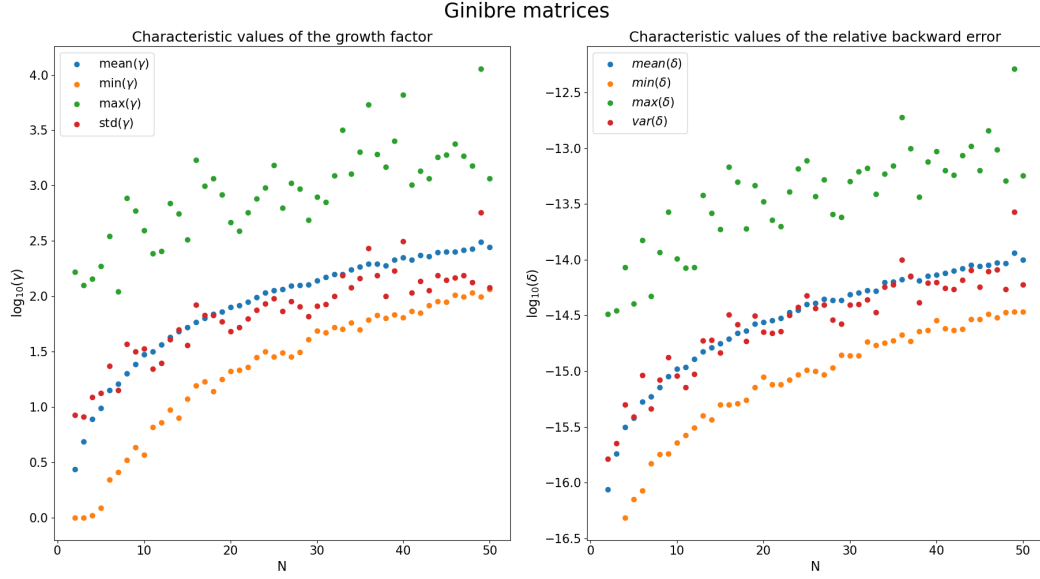 Ginibre matrices
Characteristic values of the growth factor
mean(γ)
min(γ)
max(γ)
std(γ)
4.0
3.5
3.0
2.5
2.0
1.5
1.0
0.5
0.0
log₁₀(γ)
0 10 20 30 40 50
N
Characteristic values of the relative backward error
mean(δ)
min(δ)
max(δ)
var(δ)
−12.5
−13.0
−13.5
−14.0
−14.5
−15.0
−15.5
−16.0
−16.5
log₁₀(δ)
0 10 20 30 40 50
N